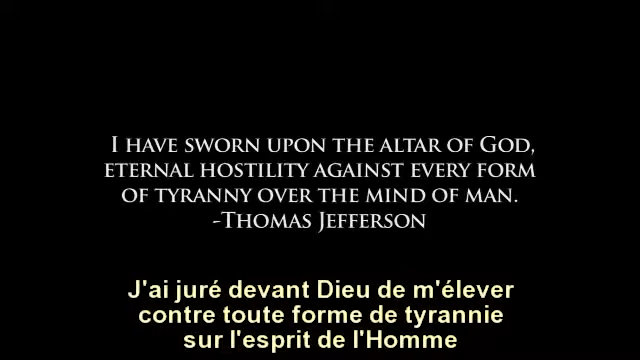 I HAVE SWORN UPON THE ALTAR OF GOD,
ETERNAL HOSTILITY AGAINST EVERY FORM
OF TYRANNY OVER THE MIND OF MAN.
-THOMAS JEFFERSON
J'ai juré devant Dieu de m'élever
contre toute forme de tyrannie
sur l'esprit de l'Homme